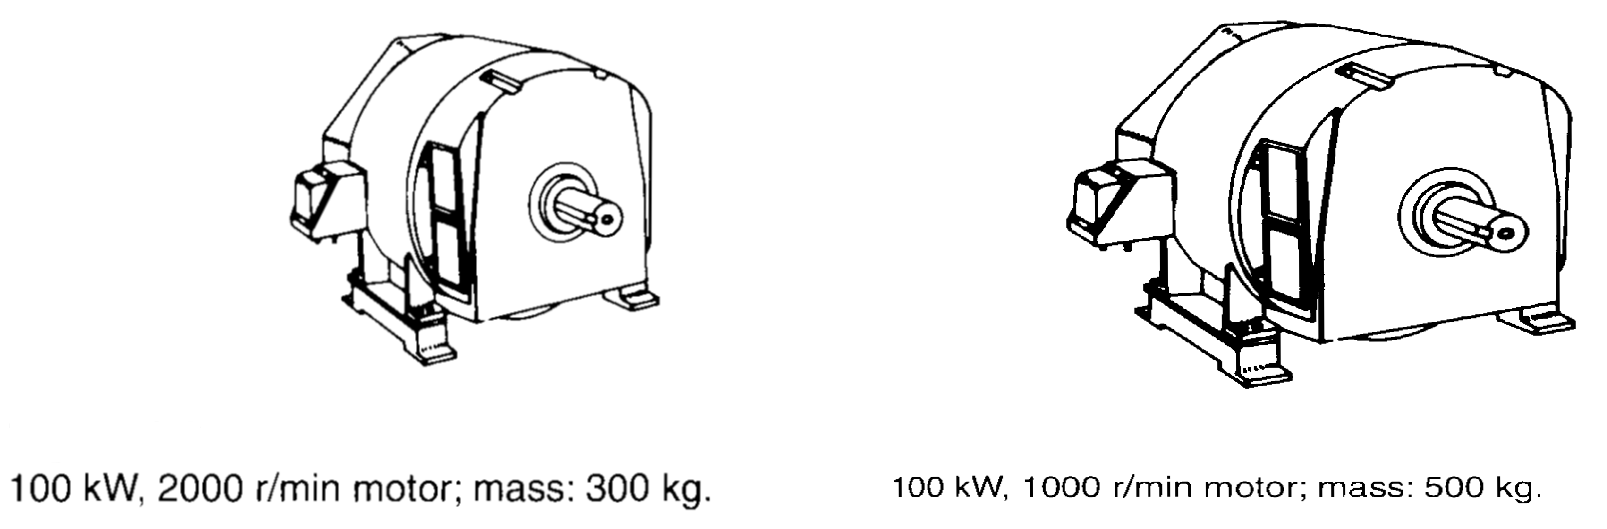 100 kW, 2000 r/min motor; mass: 300 kg.
100 kW, 1000 r/min motor; mass: 500 kg.